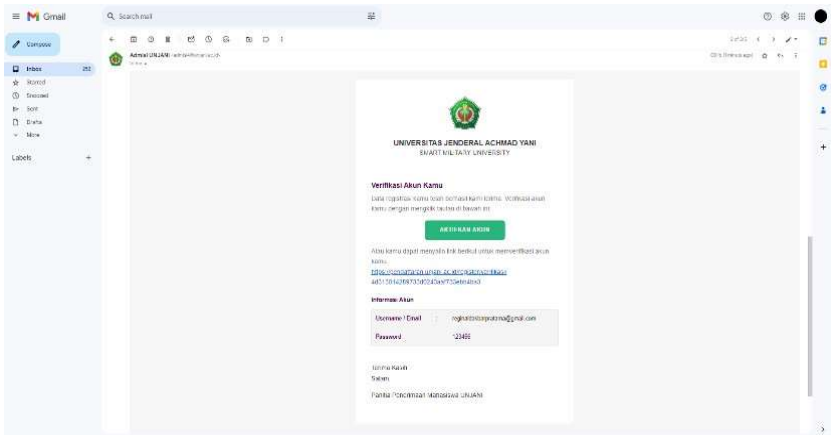 Gmail
Search mail
Compose
Inbox
Starred
Snoozed
Sent
Drafts
More
Labels
Admisi UNJANI
UNIVERSITAS JENDERAL ACHMAD YANI
SMART MILITARY UNIVERSITY
Verifikasi Akun Kamu
Data registrasi kamu telah berhasil kami terima. Verifikasi akun
kamu dengan mengklik tautan di bawah ini:
AKTIFKAN AKUN
Atau kamu dapat menyalin link berikut untuk memverifikasi akun
kamu.
Informasi Akun
Username / Email :
Password 123456
Terima Kasih
Salam
Panitia Penerimaan Mahasiswa UNJANI